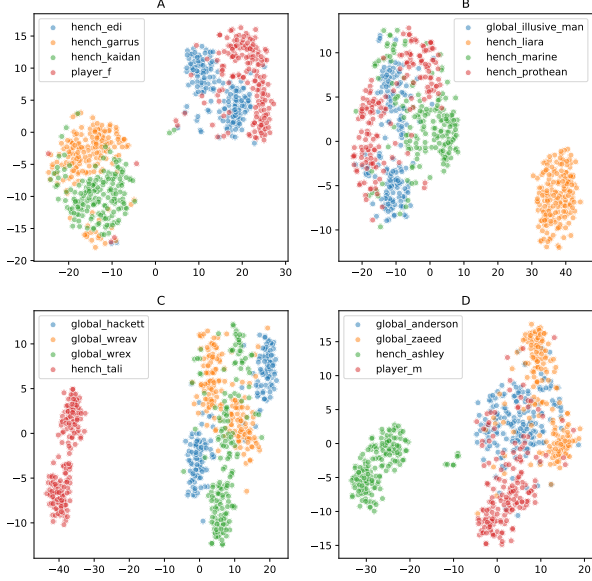 A
hench_edi
hench_garrus
hench_kaidan
player_f
15
10
5
0
−5
−10
−15
−20
−20 −10 0 10 20 30
B
global_illusive_man
hench_liara
hench_marine
hench_prothean
10
5
0
−5
−10
−20 −10 0 10 20 30 40
C
global_hackett
global_wreav
global_wrex
hench_tali
10
5
0
−5
−10
−40 −30 −20 −10 0 10 20
D
global_anderson
global_zaeed
hench_ashley
player_m
15
10
5
0
−5
−10
−15
−30 −20 −10 0 10 20